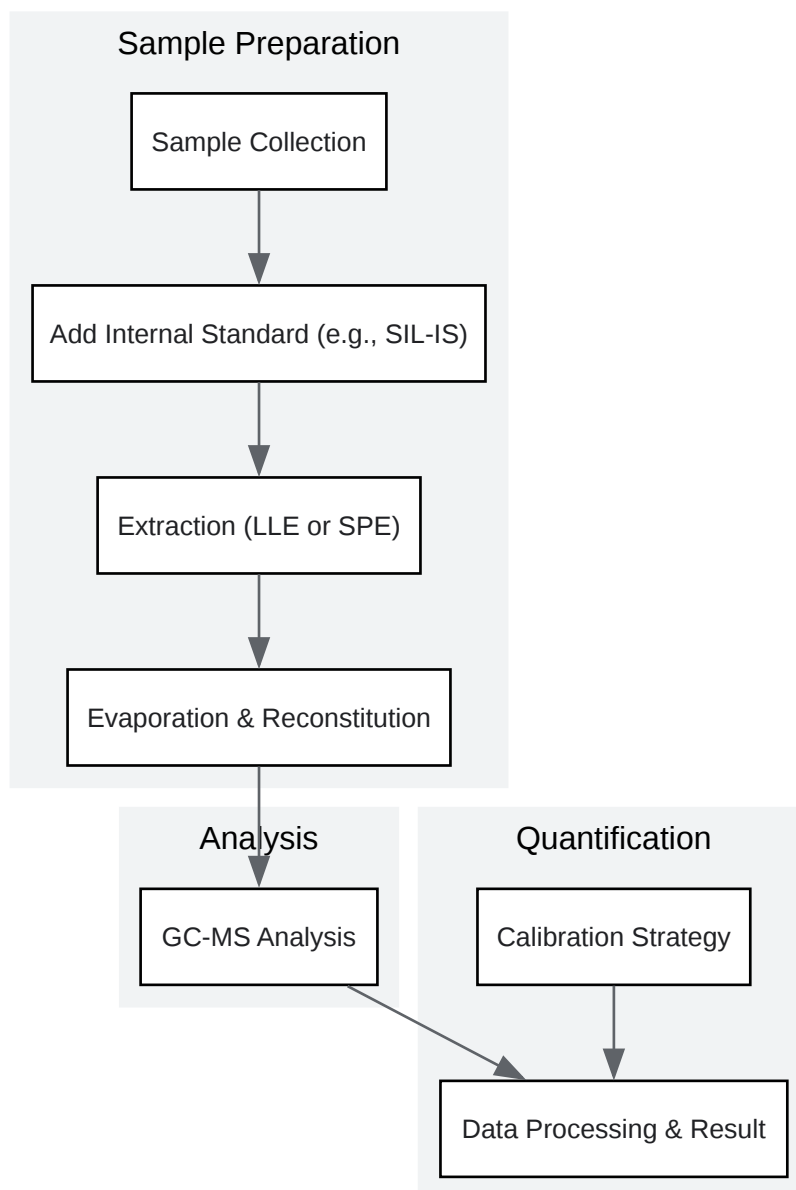 Sample Preparation
Sample Collection
Add Internal Standard (e.g., SIL-IS)
Extraction (LLE or SPE)
Evaporation & Reconstitution
Analysis
GC-MS Analysis
Quantification
Calibration Strategy
Data Processing & Result